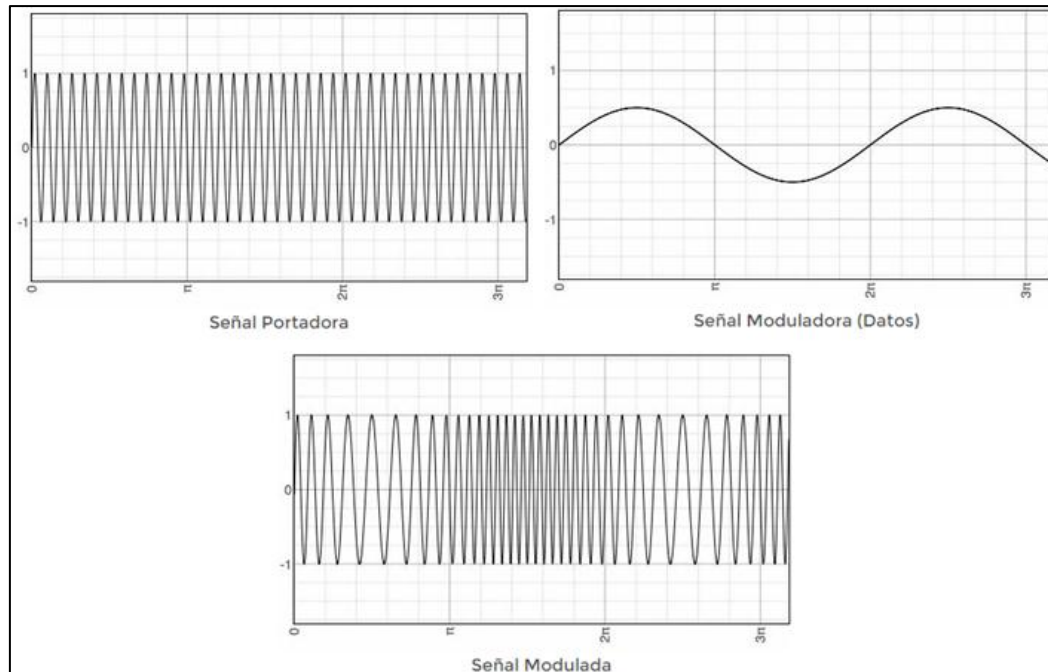 1
0
-1
0
π
2π
3π
Señal Portadora
1
0
-1
0
π
2π
3π
Señal Moduladora (Datos)
1
0
-1
0
π
2π
3π
Señal Modulada